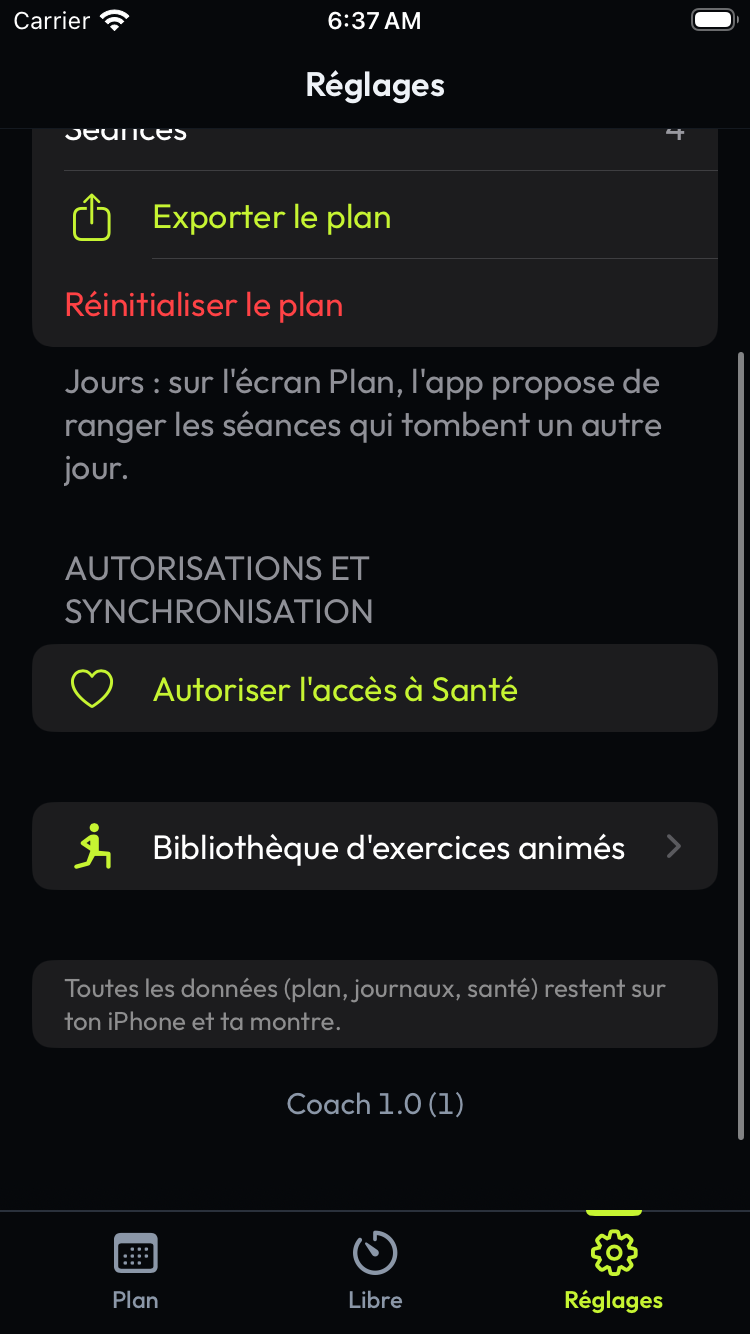 Carrier
6:37 AM
Réglages
Séances
4
Exporter le plan
Réinitialiser le plan
Jours : sur l'écran Plan, l'app propose de
ranger les séances qui tombent un autre
jour.
AUTORISATIONS ET
SYNCHRONISATION
Autoriser l'accès à Santé
Bibliothèque d'exercices animés
Toutes les données (plan, journaux, santé) restent sur
ton iPhone et ta montre.
Coach 1.0 (1)
Plan
Libre
Réglages